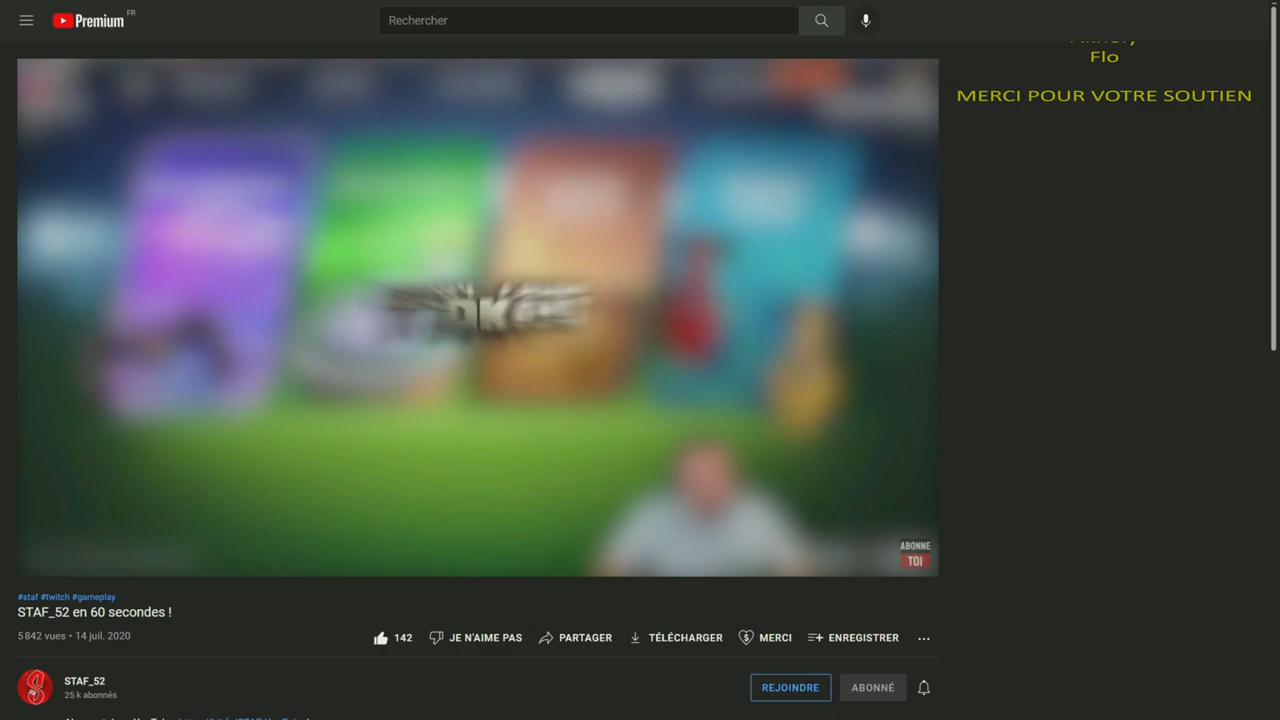 Premium FR
Rechercher
Flo
MERCI POUR VOTRE SOUTIEN
ABONNE
TOI
#staf #twitch #gameplay
STAF_52 en 60 secondes !
5 842 vues • 14 juil. 2020
142 JE N'AIME PAS PARTAGER TÉLÉCHARGER MERCI ENREGISTRER
STAF_52
25 k abonnés
REJOINDRE ABONNÉ